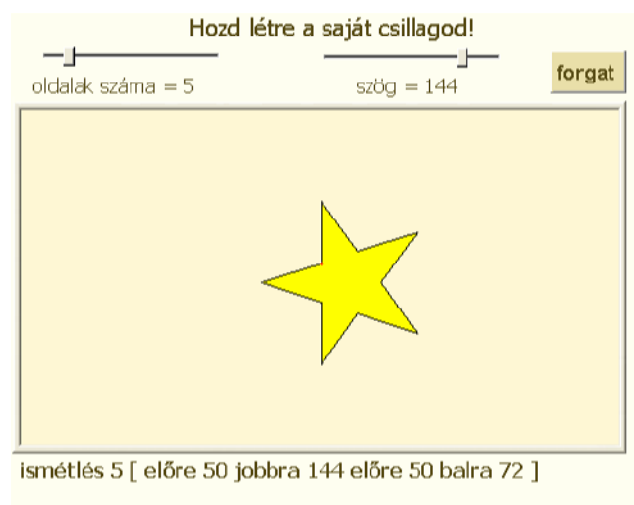 Hozd létre a saját csillagod!
oldalak száma = 5
szög = 144
forgat
ismétlés 5 [ előre 50 jobbra 144 előre 50 balra 72 ]